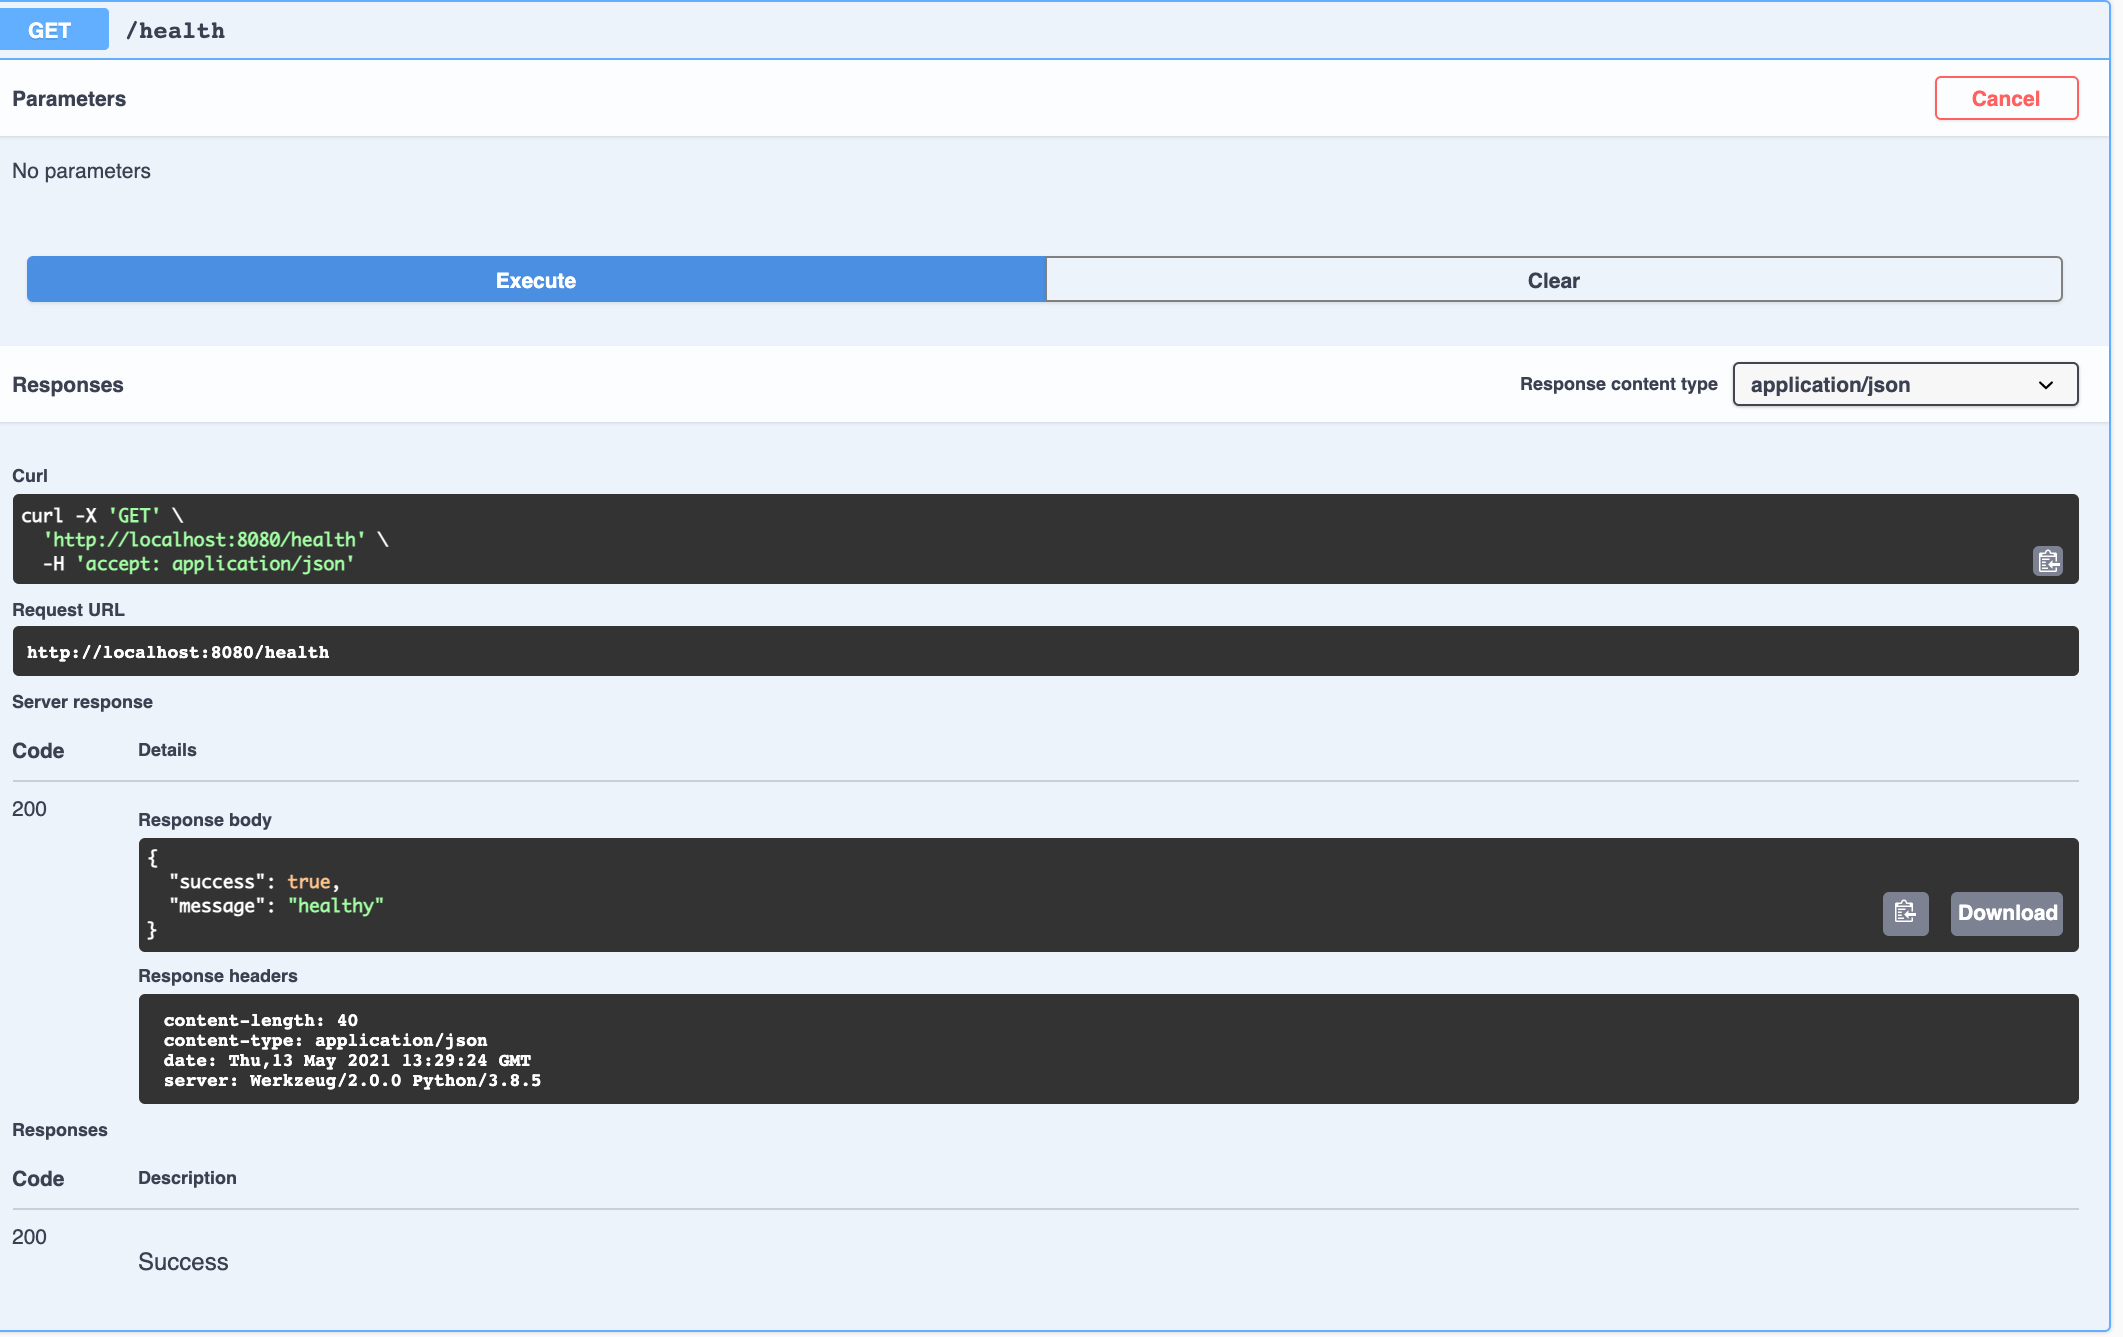 GET /health
Parameters Cancel
No parameters
Execute Clear
Responses Response content type application/json
Curl
curl -X 'GET' \
  'http://localhost:8080/health' \
  -H 'accept: application/json'
Request URL
http://localhost:8080/health
Server response
Code Details
200
Response body
{
  "success": true,
  "message": "healthy"
}
Download
Response headers
content-length: 40
content-type: application/json
date: Thu,13 May 2021 13:29:24 GMT
server: Werkzeug/2.0.0 Python/3.8.5
Responses
Code Description
200
Success